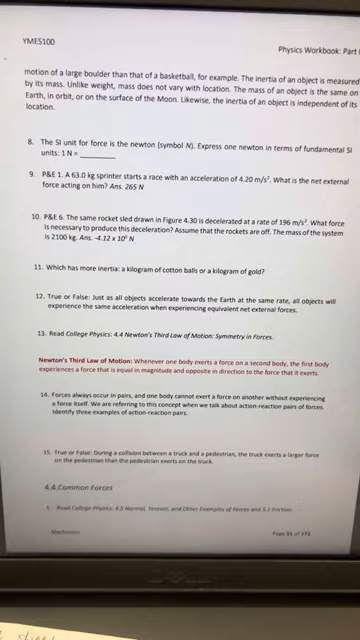 YMES100
Physics Workbook: Part
motion of a large boulder than that of a basketball, for example. The inertia of an object is measured
by its mass. Unlike weight, mass does not vary with location. The mass of an object is the same on
Earth, in orbit, or on the surface of the Moon. Likewise, the inertia of an object is independent of its
location.
8. The SI unit for force is the newton (symbol N). Express one newton in terms of fundamental SI
units: 1 N = ________
9. P&E 1. A 63.0 kg sprinter starts a race with an acceleration of 4.20 m/s². What is the net external
force acting on him? Ans. 265 N
10. P&E 6. The same rocket sled drawn in Figure 4.30 is decelerated at a rate of 196 m/s². What force
is necessary to produce this deceleration? Assume that the rockets are off. The mass of the system
is 2100 kg. Ans. -4.12 x 10⁵ N
11. Which has more inertia: a kilogram of cotton balls or a kilogram of gold?
12. True or False: Just as all objects accelerate towards the Earth at the same rate, all objects will
experience the same acceleration when experiencing equivalent net external forces.
13. Read College Physics: 4.4 Newton's Third Law of Motion: Symmetry in Forces.
Newton's Third Law of Motion: Whenever one body exerts a force on a second body, the first body
experiences a force that is equal in magnitude and opposite in direction to the force that it exerts.
14. Forces always occur in pairs, and one body cannot exert a force on another without experiencing
a force itself. We are referring to this concept when we talk about action-reaction pairs of forces.
Identify three examples of action-reaction pairs.
15. True or False: During a collision between a truck and a pedestrian, the truck exerts a larger force
on the pedestrian than the pedestrian exerts on the truck.
4.A Common Forces
Read College Physics: 4.5 Normal, Tension, and Other Examples of Forces and 5.1 Friction
Mechanics
Page 51 of
DELL